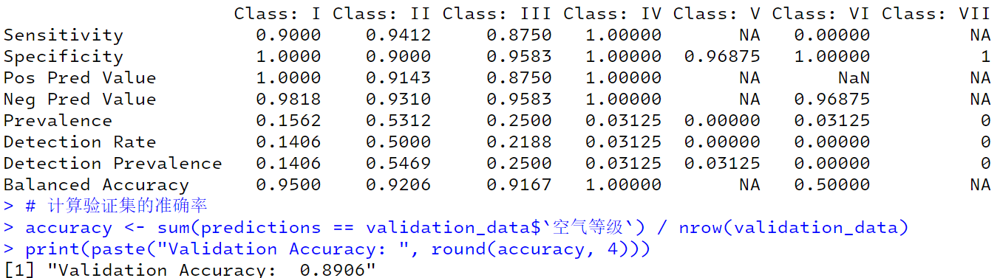 Class: I Class: II Class: III Class: IV Class: V Class: VI Class: VII
Sensitivity 0.9000 0.9412 0.8750 1.00000 NA 0.00000 NA
Specificity 1.0000 0.9000 0.9583 1.00000 0.96875 1.00000 1
Pos Pred Value 1.0000 0.9143 0.8750 1.00000 NA NaN NA
Neg Pred Value 0.9818 0.9310 0.9583 1.00000 NA 0.96875 NA
Prevalence 0.1562 0.5312 0.2500 0.03125 0.00000 0.03125 0
Detection Rate 0.1406 0.5000 0.2188 0.03125 0.00000 0.00000 0
Detection Prevalence 0.1406 0.5469 0.2500 0.03125 0.03125 0.00000 0
Balanced Accuracy 0.9500 0.9206 0.9167 1.00000 NA 0.50000 NA
> # 计算验证集的准确率
> accuracy <- sum(predictions == validation_data$`空气等级`) / nrow(validation_data)
> print(paste("Validation Accuracy: ", round(accuracy, 4)))
[1] "Validation Accuracy:  0.8906"